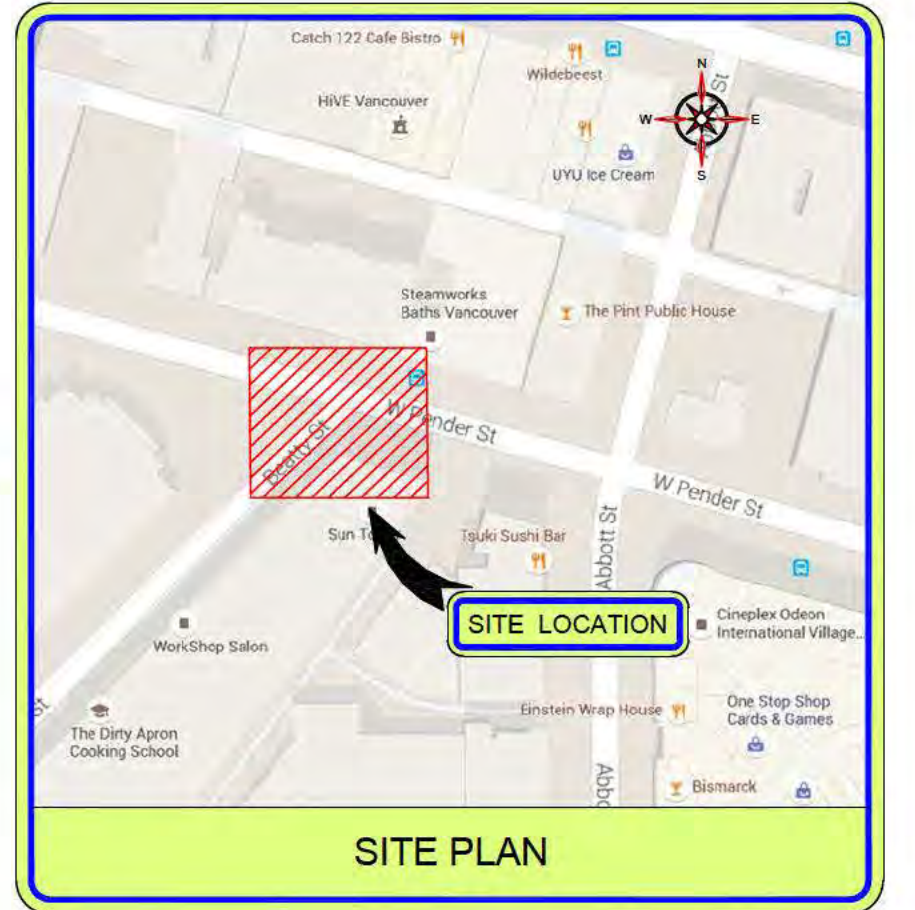 Catch 122 Cafe Bistro
Wildebeest
HiVE Vancouver
UYU Ice Cream
N
W
E
S
St
Steamworks
Baths Vancouver
The Pint Public House
W Pender St
Beatty St
W Pender St
Sun
Tsuki Sushi Bar
Abbott St
SITE LOCATION
Cineplex Odeon
International Village...
WorkShop Salon
St
The Dirty Apron
Cooking School
Einstein Wrap House
One Stop Shop
Cards & Games
Abbo
Bismarck
SITE PLAN